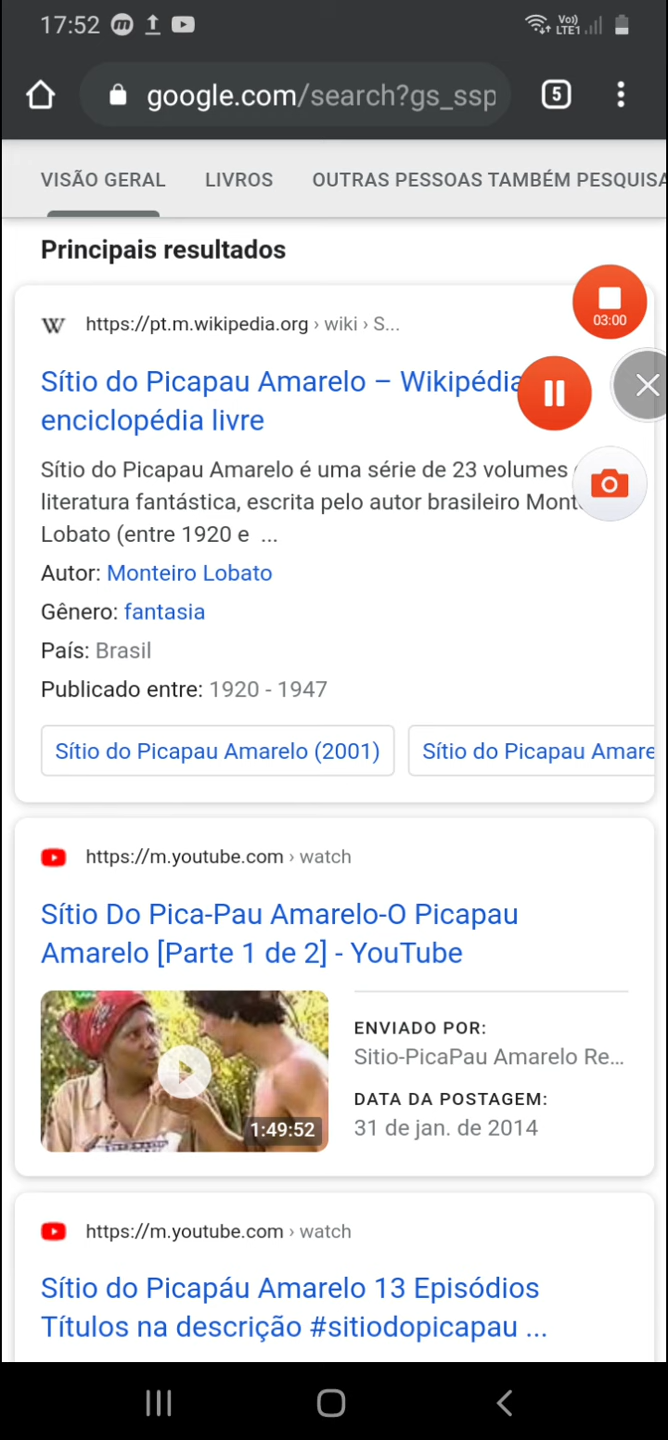 17:52
Vo))
LTE1
google.com/search?gs_ssp
5
VISÃO GERAL LIVROS OUTRAS PESSOAS TAMBÉM PESQUISA
Principais resultados
03:00
https://pt.m.wikipedia.org › wiki › S...
Sítio do Picapau Amarelo – Wikipédia
enciclopédia livre
Sítio do Picapau Amarelo é uma série de 23 volumes
literatura fantástica, escrita pelo autor brasileiro Mont
Lobato (entre 1920 e ...
Autor: Monteiro Lobato
Gênero: fantasia
País: Brasil
Publicado entre: 1920 - 1947
Sítio do Picapau Amarelo (2001) Sítio do Picapau Amare
https://m.youtube.com › watch
Sítio Do Pica-Pau Amarelo-O Picapau
Amarelo [Parte 1 de 2] - YouTube
ENVIADO POR:
Sitio-PicaPau Amarelo Re...
DATA DA POSTAGEM:
31 de jan. de 2014
1:49:52
https://m.youtube.com › watch
Sítio do Picapáu Amarelo 13 Episódios
Títulos na descrição #sitiodopicapau ...